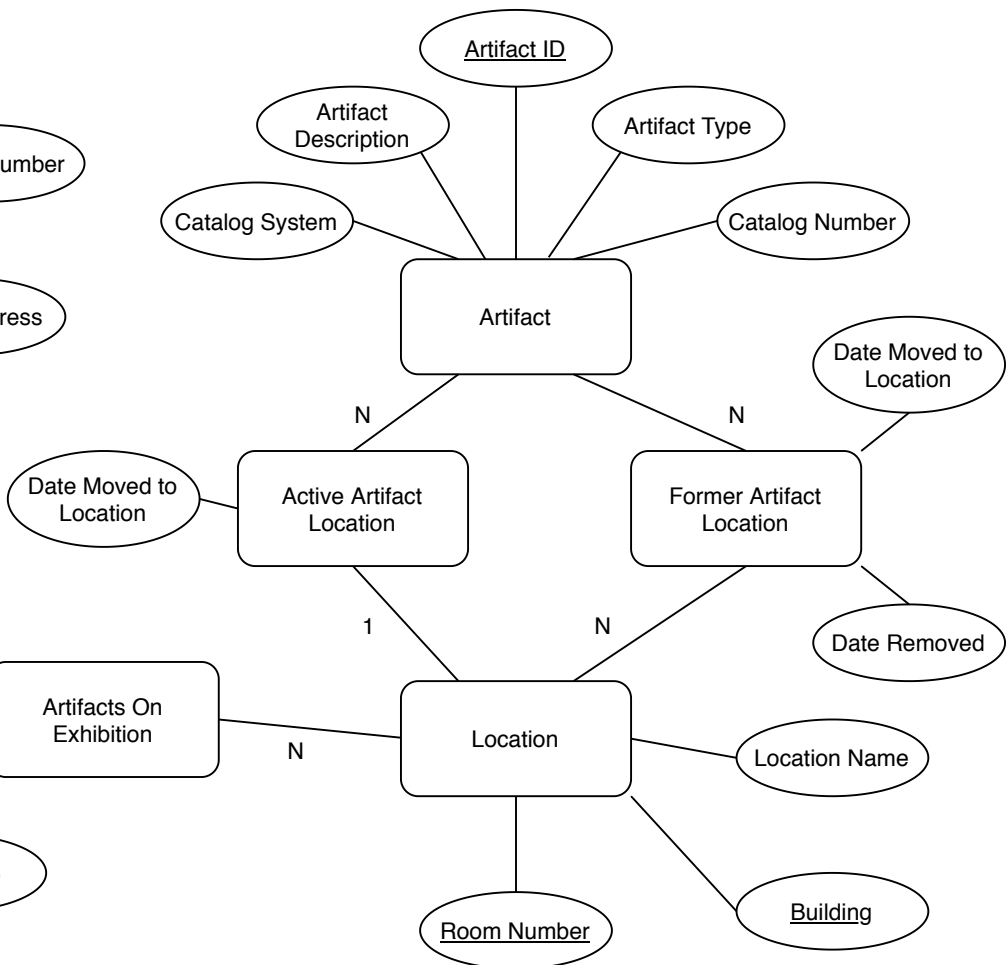 Artifact ID
Artifact
Description
Artifact Type
umber
Catalog System
Catalog Number
ress
Artifact
Date Moved to
Location
N
N
Date Moved to
Location
Active Artifact
Location
Former Artifact
Location
1
N
Date Removed
Artifacts On
Exhibition
N
Location
Location Name
Room Number
Building